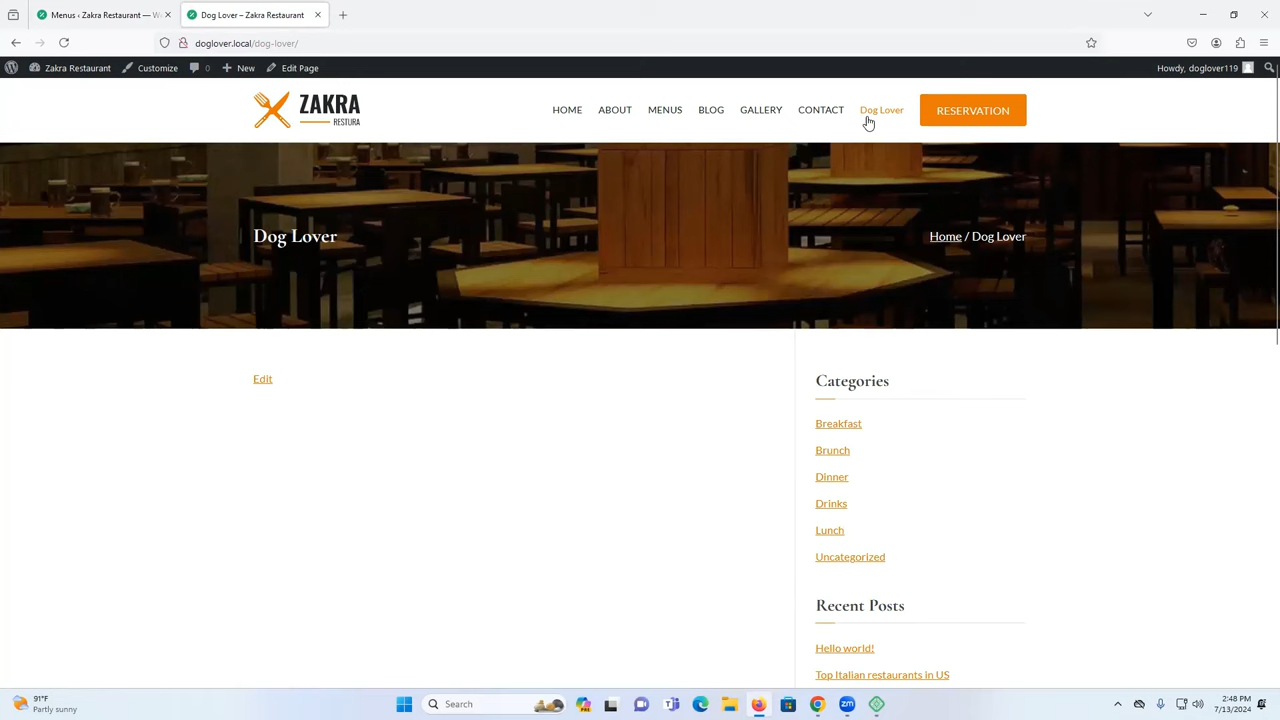 Menus ‹ Zakra Restaurant — W
Dog Lover – Zakra Restaurant
doglover.local/dog-lover/
Zakra Restaurant
Customize
0
New
Edit Page
Howdy, doglover119
ZAKRA
RESTURA
HOME
ABOUT
MENUS
BLOG
GALLERY
CONTACT
Dog Lover
RESERVATION
Dog Lover
Home / Dog Lover
Edit
Categories
Breakfast
Brunch
Dinner
Drinks
Lunch
Uncategorized
Recent Posts
Hello world!
Top Italian restaurants in US
91°F
Partly sunny
Search
2:48 PM
7/13/2024